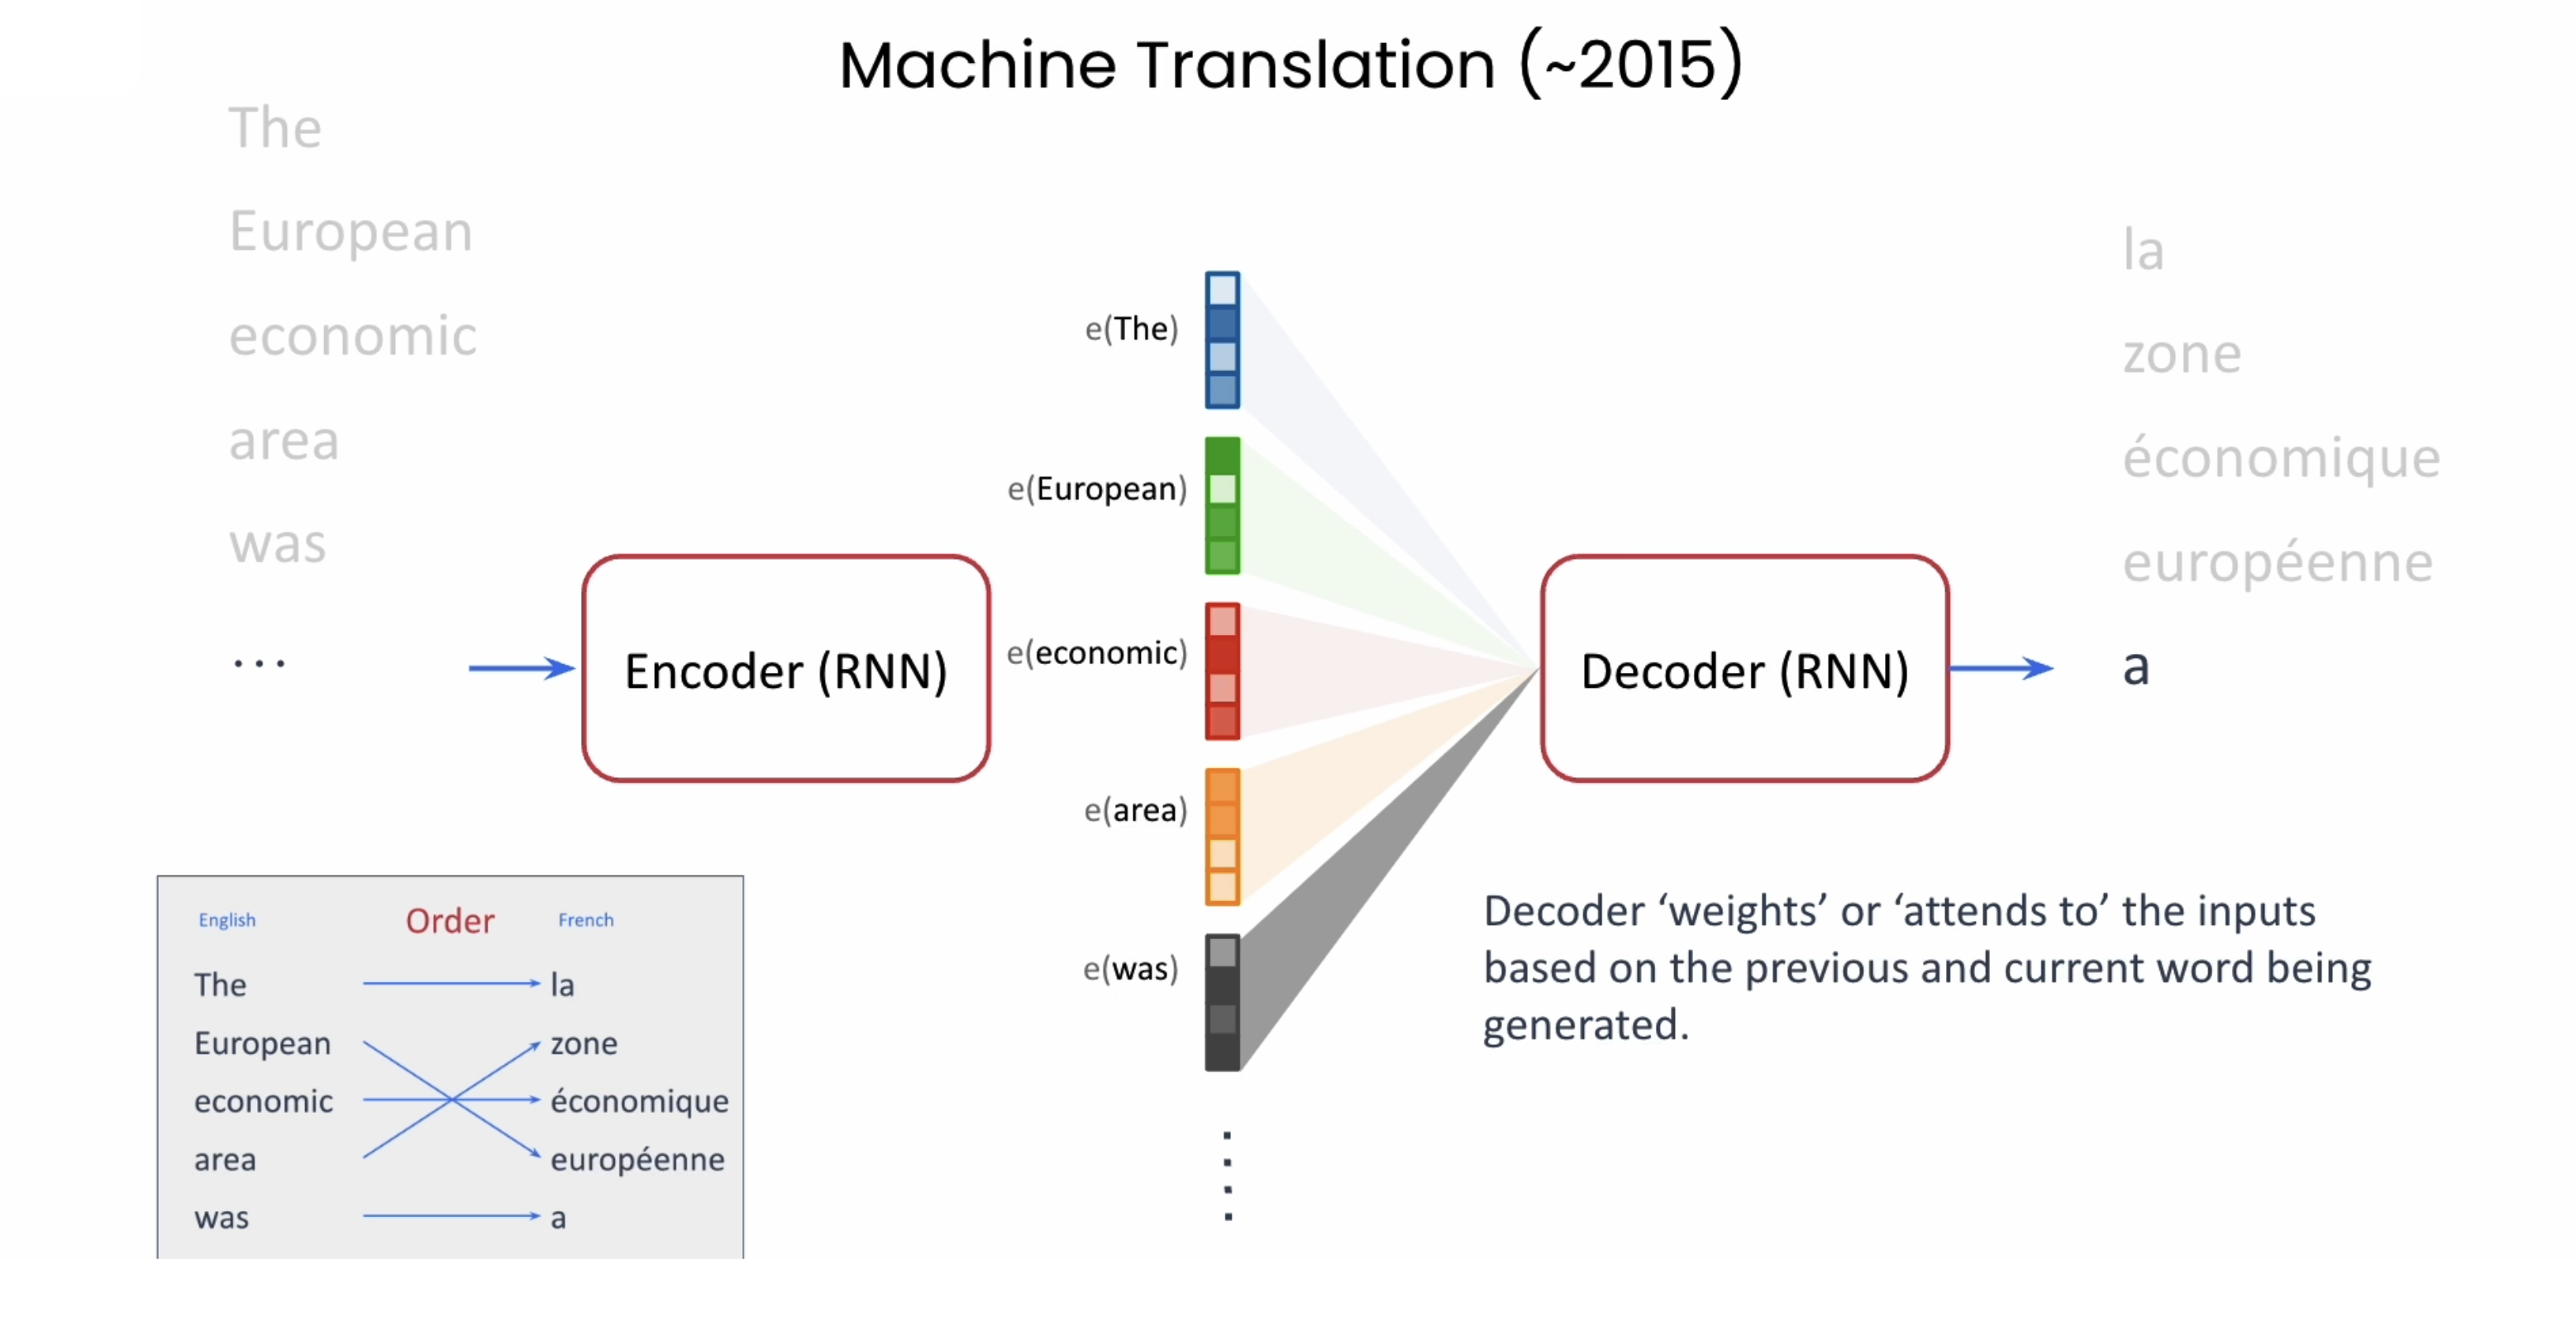 Machine Translation (~2015)
The
European
economic
area
was
...
Encoder (RNN)
e(The)
e(European)
e(economic)
e(area)
e(was)
Decoder (RNN)
la
zone
économique
européenne
a
Decoder ‘weights’ or ‘attends to’ the inputs
based on the previous and current word being
generated.
English Order French
The la
European zone
economic économique
area européenne
was a